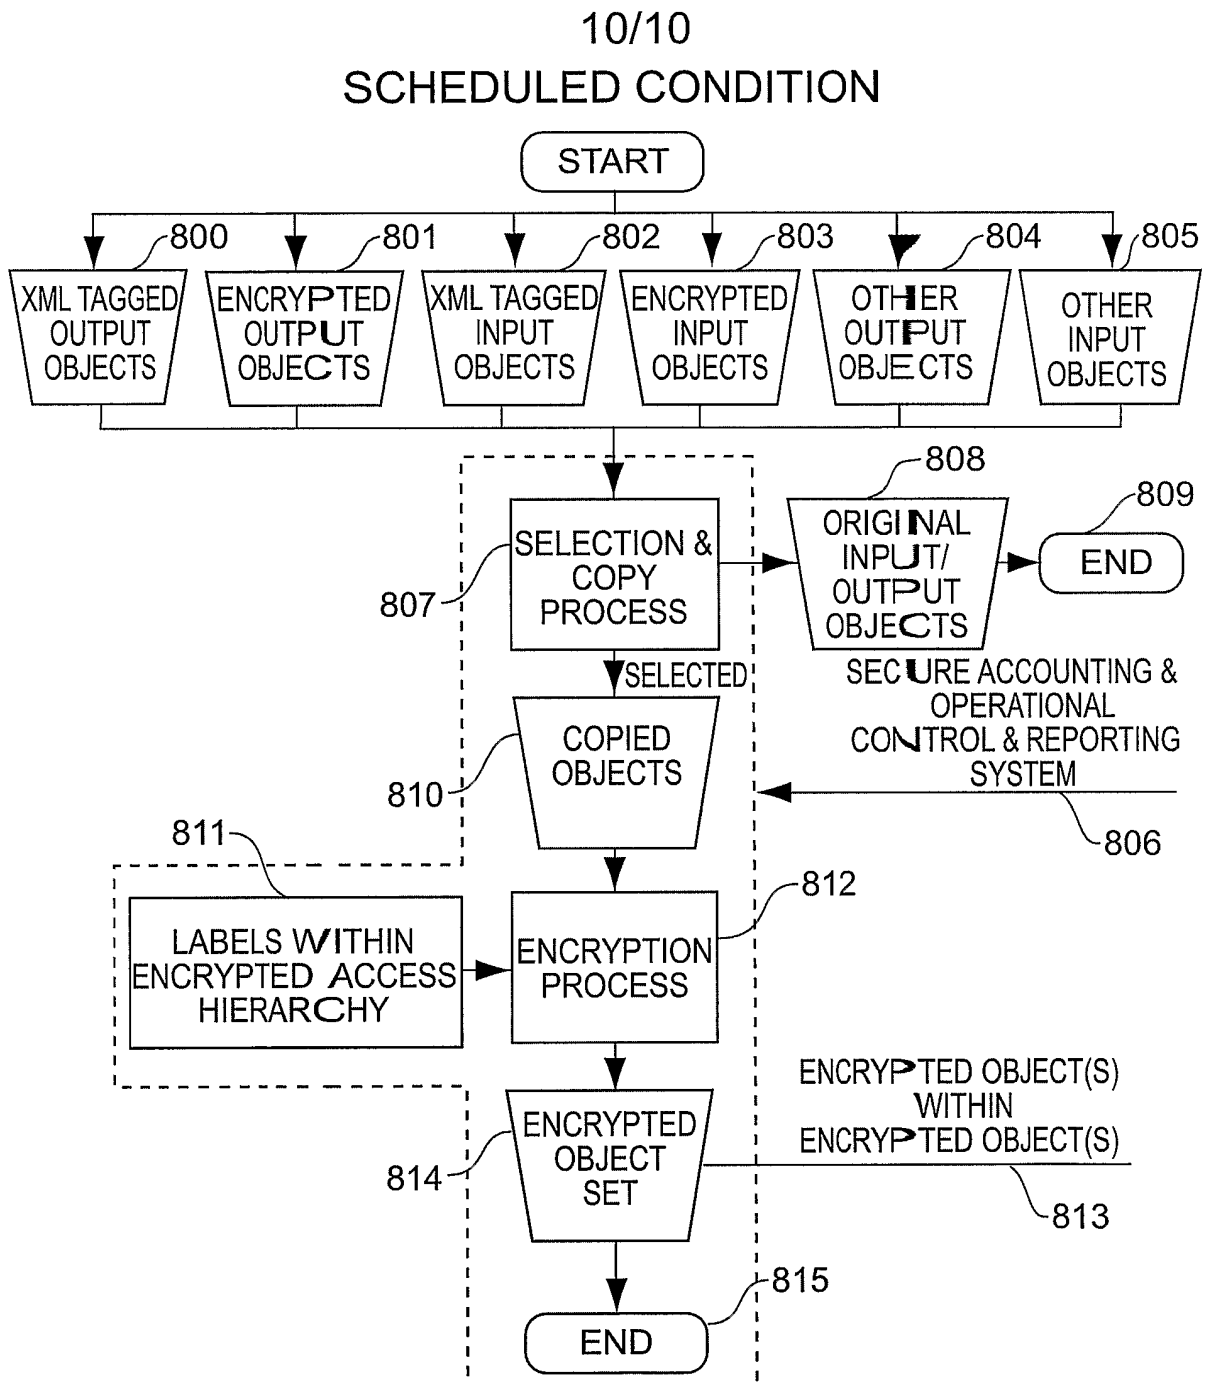 10/10
SCHEDULED CONDITION
START
800
801
802
803
804
805
XML TAGGED
OUTPUT
OBJECTS
ENCRYPTED
OUTPUT
OBJECTS
XML TAGGED
INPUT
OBJECTS
ENCRYPTED
INPUT
OBJECTS
OTHER
OUTPUT
OBJECTS
OTHER
INPUT
OBJECTS
808
809
SELECTION &
COPY
PROCESS
807
ORIGINAL
INPUT/
OUTPUT
OBJECTS
END
SELECTED
SECURE ACCOUNTING &
OPERATIONAL
CONTROL & REPORTING
SYSTEM
806
COPIED
OBJECTS
810
811
812
LABELS WITHIN
ENCRYPTED ACCESS
HIERARCHY
ENCRYPTION
PROCESS
ENCRYPTED OBJECT(S)
WITHIN
ENCRYPTED OBJECT(S)
813
ENCRYPTED
OBJECT
SET
814
815
END